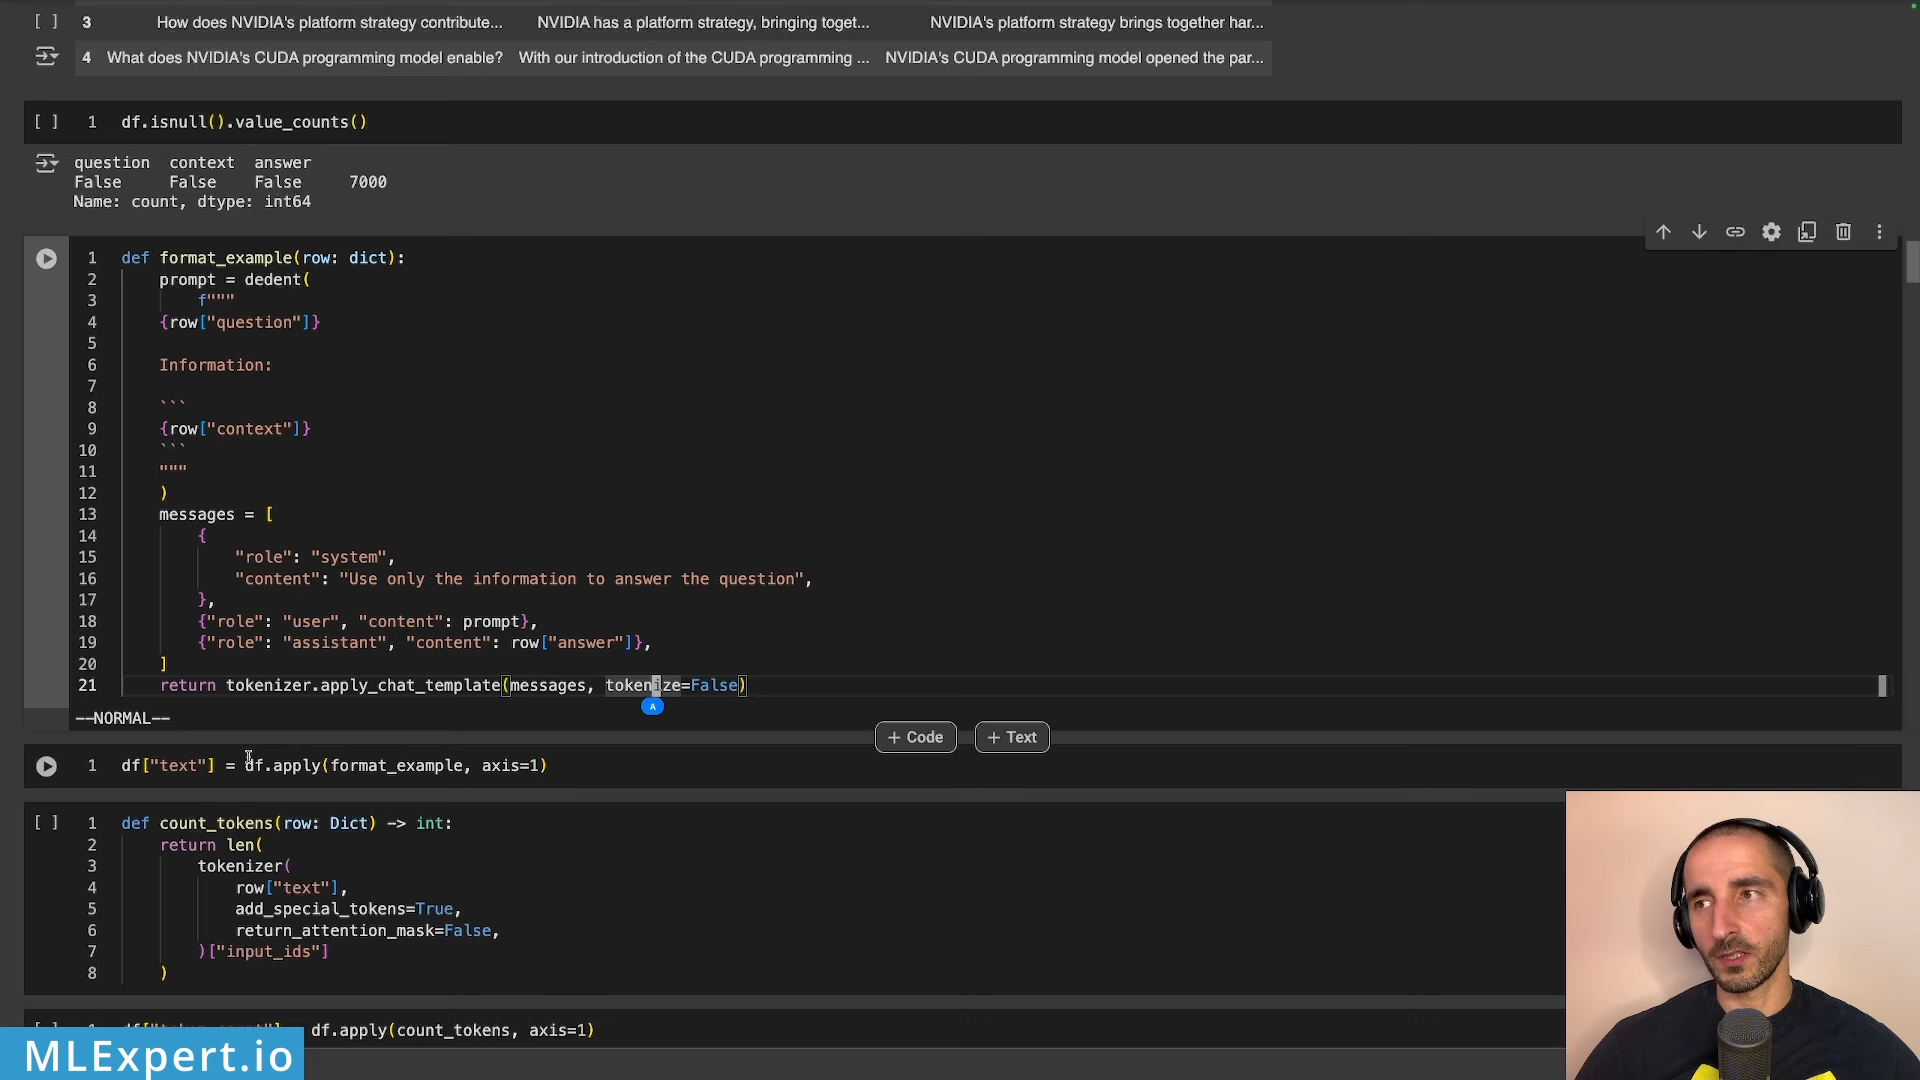 [ ] 3 How does NVIDIA's platform strategy contribute... NVIDIA has a platform strategy, bringing toget... NVIDIA's platform strategy brings together har...
4 What does NVIDIA's CUDA programming model enable? With our introduction of the CUDA programming ... NVIDIA's CUDA programming model opened the par...
[ ] 1 df.isnull().value_counts()
question context answer
False False False 7000
Name: count, dtype: int64
1 def format_example(row: dict):
2 prompt = dedent(
3 f"""
4 {row["question"]}
5
6 Information:
7
8 ```
9 {row["context"]}
10 ```
11 """
12 )
13 messages = [
14 {
15 "role": "system",
16 "content": "Use only the information to answer the question",
17 },
18 {"role": "user", "content": prompt},
19 {"role": "assistant", "content": row["answer"]},
20 ]
21 return tokenizer.apply_chat_template(messages, tokenize=False)
A
--NORMAL--
+ Code + Text
1 df["text"] = df.apply(format_example, axis=1)
[ ] 1 def count_tokens(row: Dict) -> int:
2 return len(
3 tokenizer(
4 row["text"],
5 add_special_tokens=True,
6 return_attention_mask=False,
7 )["input_ids"]
8 )
df.apply(count_tokens, axis=1)
MLExpert.io